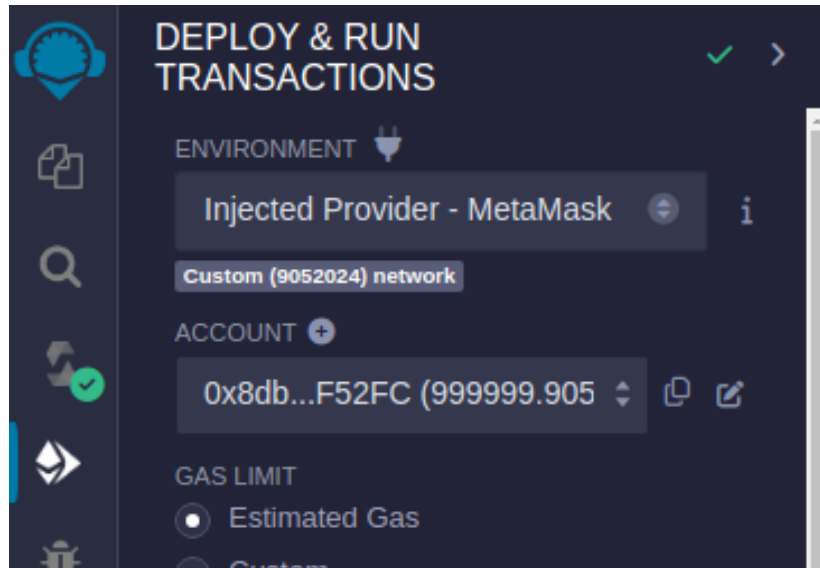 DEPLOY & RUN
TRANSACTIONS
ENVIRONMENT
Injected Provider - MetaMask
i
Custom (9052024) network
ACCOUNT
0x8db...F52FC (999999.905
GAS LIMIT
Estimated Gas
Custom